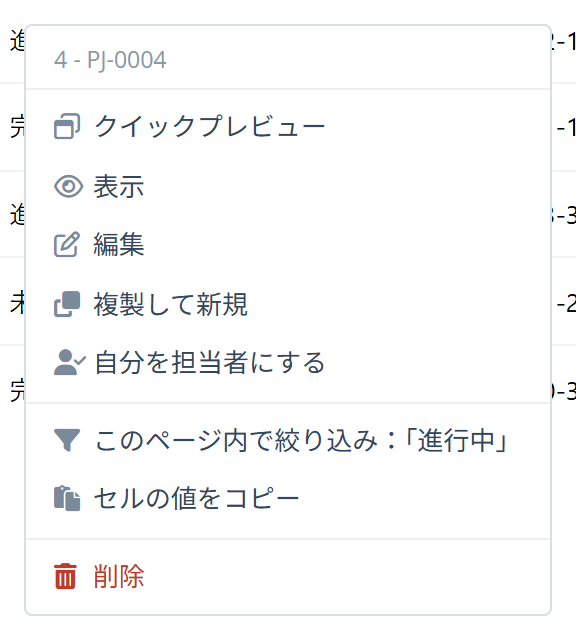 4 - PJ-0004
クイックプレビュー
表示
編集
複製して新規
自分を担当者にする
このページ内で絞り込み：「進行中」
セルの値をコピー
削除